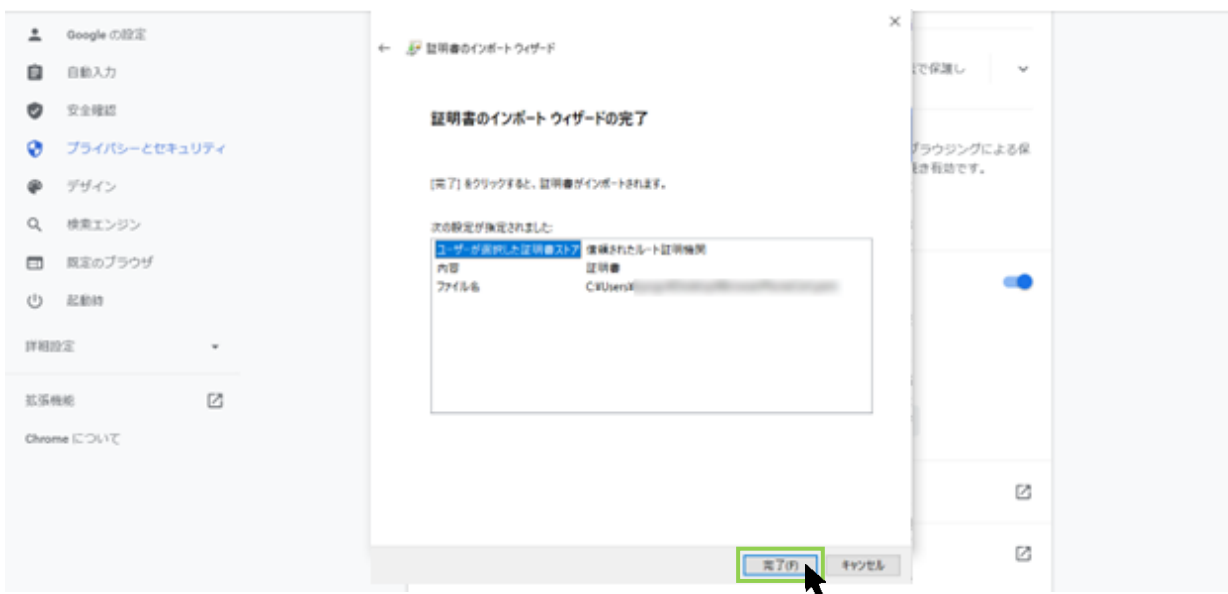 Google の設定
自動入力
安全確認
プライバシーとセキュリティ
デザイン
検索エンジン
既定のブラウザ
起動時
詳細設定
拡張機能
Chrome について
証明書のインポート ウィザード
証明書のインポート ウィザードの完了
[完了] をクリックすると、証明書がインポートされます。
次の設定が指定されました:
ユーザーが選択した証明書ストア 信頼されたルート証明機関
内容 証明書
ファイル名 C:¥Users¥
完了(F) キャンセル
で保護し
ブラウジングによる保
き有効です。